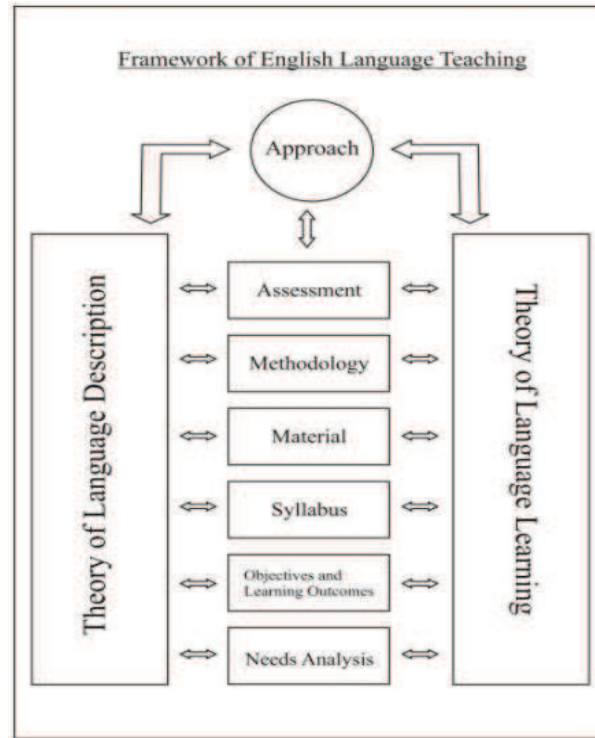 Framework of English Language Teaching
Approach
Theory of Language Description
Assessment
Methodology
Material
Syllabus
Objectives and
Learning Outcomes
Needs Analysis
Theory of Language Learning